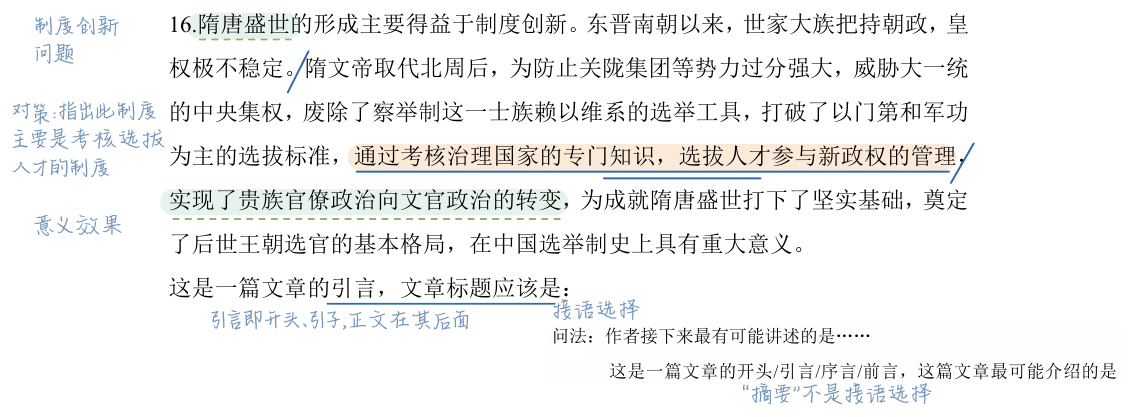 制度创新
问题
16.隋唐盛世的形成主要得益于制度创新。东晋南朝以来，世家大族把持朝政，皇
权极不稳定。隋文帝取代北周后，为防止关陇集团等势力过分强大，威胁大一统
对策:指出此制度
主要是考核选拔
人才的制度
的中央集权，废除了察举制这一士族赖以维系的选举工具，打破了以门第和军功
为主的选拔标准，通过考核治理国家的专门知识，选拔人才参与新政权的管理，
意义效果
实现了贵族官僚政治向文官政治的转变，为成就隋唐盛世打下了坚实基础，奠定
了后世王朝选官的基本格局，在中国选举制史上具有重大意义。
这是一篇文章的引言，文章标题应该是：
引言即开头、引子,正文在其后面
接语选择
问法：作者接下来最有可能讲述的是……
这是一篇文章的开头/引言/序言/前言，这篇文章最可能介绍的是
“摘要”不是接语选择